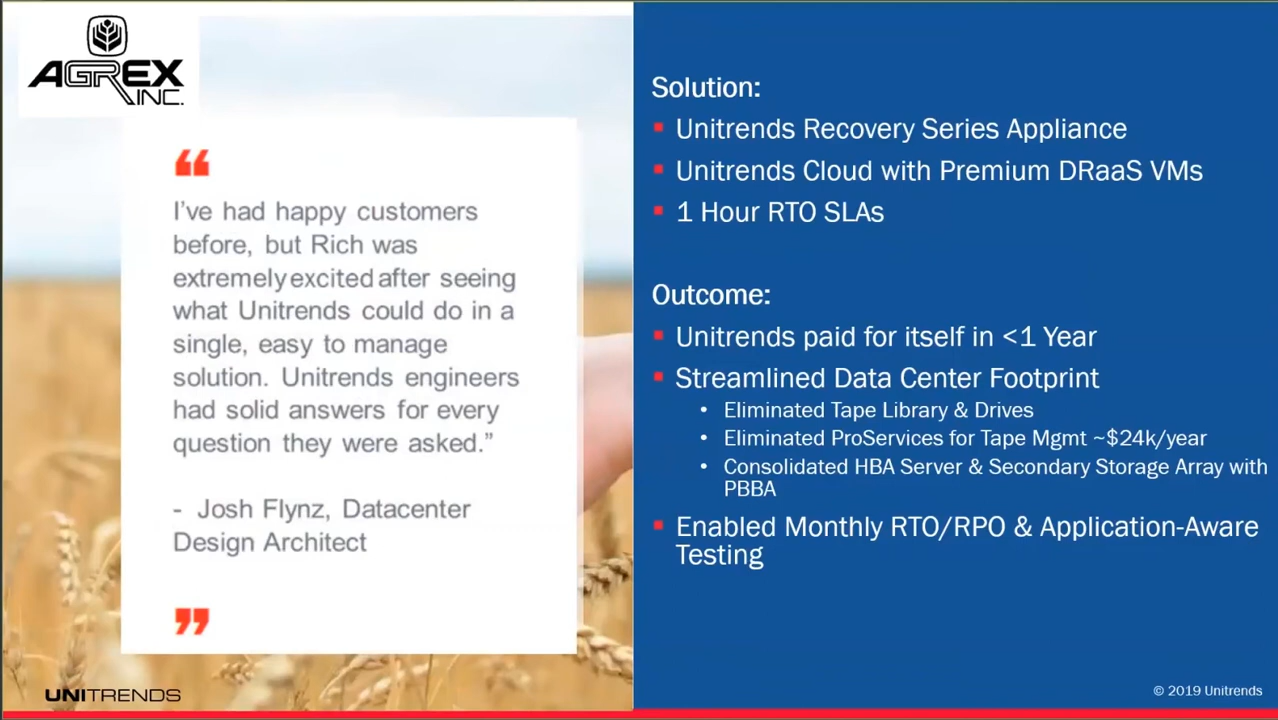 AGREX
INC.
“
I’ve had happy customers
before, but Rich was
extremely excited after seeing
what Unitrends could do in a
single, easy to manage
solution. Unitrends engineers
had solid answers for every
question they were asked.”
- Josh Flynz, Datacenter
Design Architect
”
UNITRENDS
Solution:
▪ Unitrends Recovery Series Appliance
▪ Unitrends Cloud with Premium DRaaS VMs
▪ 1 Hour RTO SLAs
Outcome:
▪ Unitrends paid for itself in <1 Year
▪ Streamlined Data Center Footprint
• Eliminated Tape Library & Drives
• Eliminated ProServices for Tape Mgmt ~$24k/year
• Consolidated HBA Server & Secondary Storage Array with
PBBA
▪ Enabled Monthly RTO/RPO & Application-Aware
Testing
© 2019 Unitrends